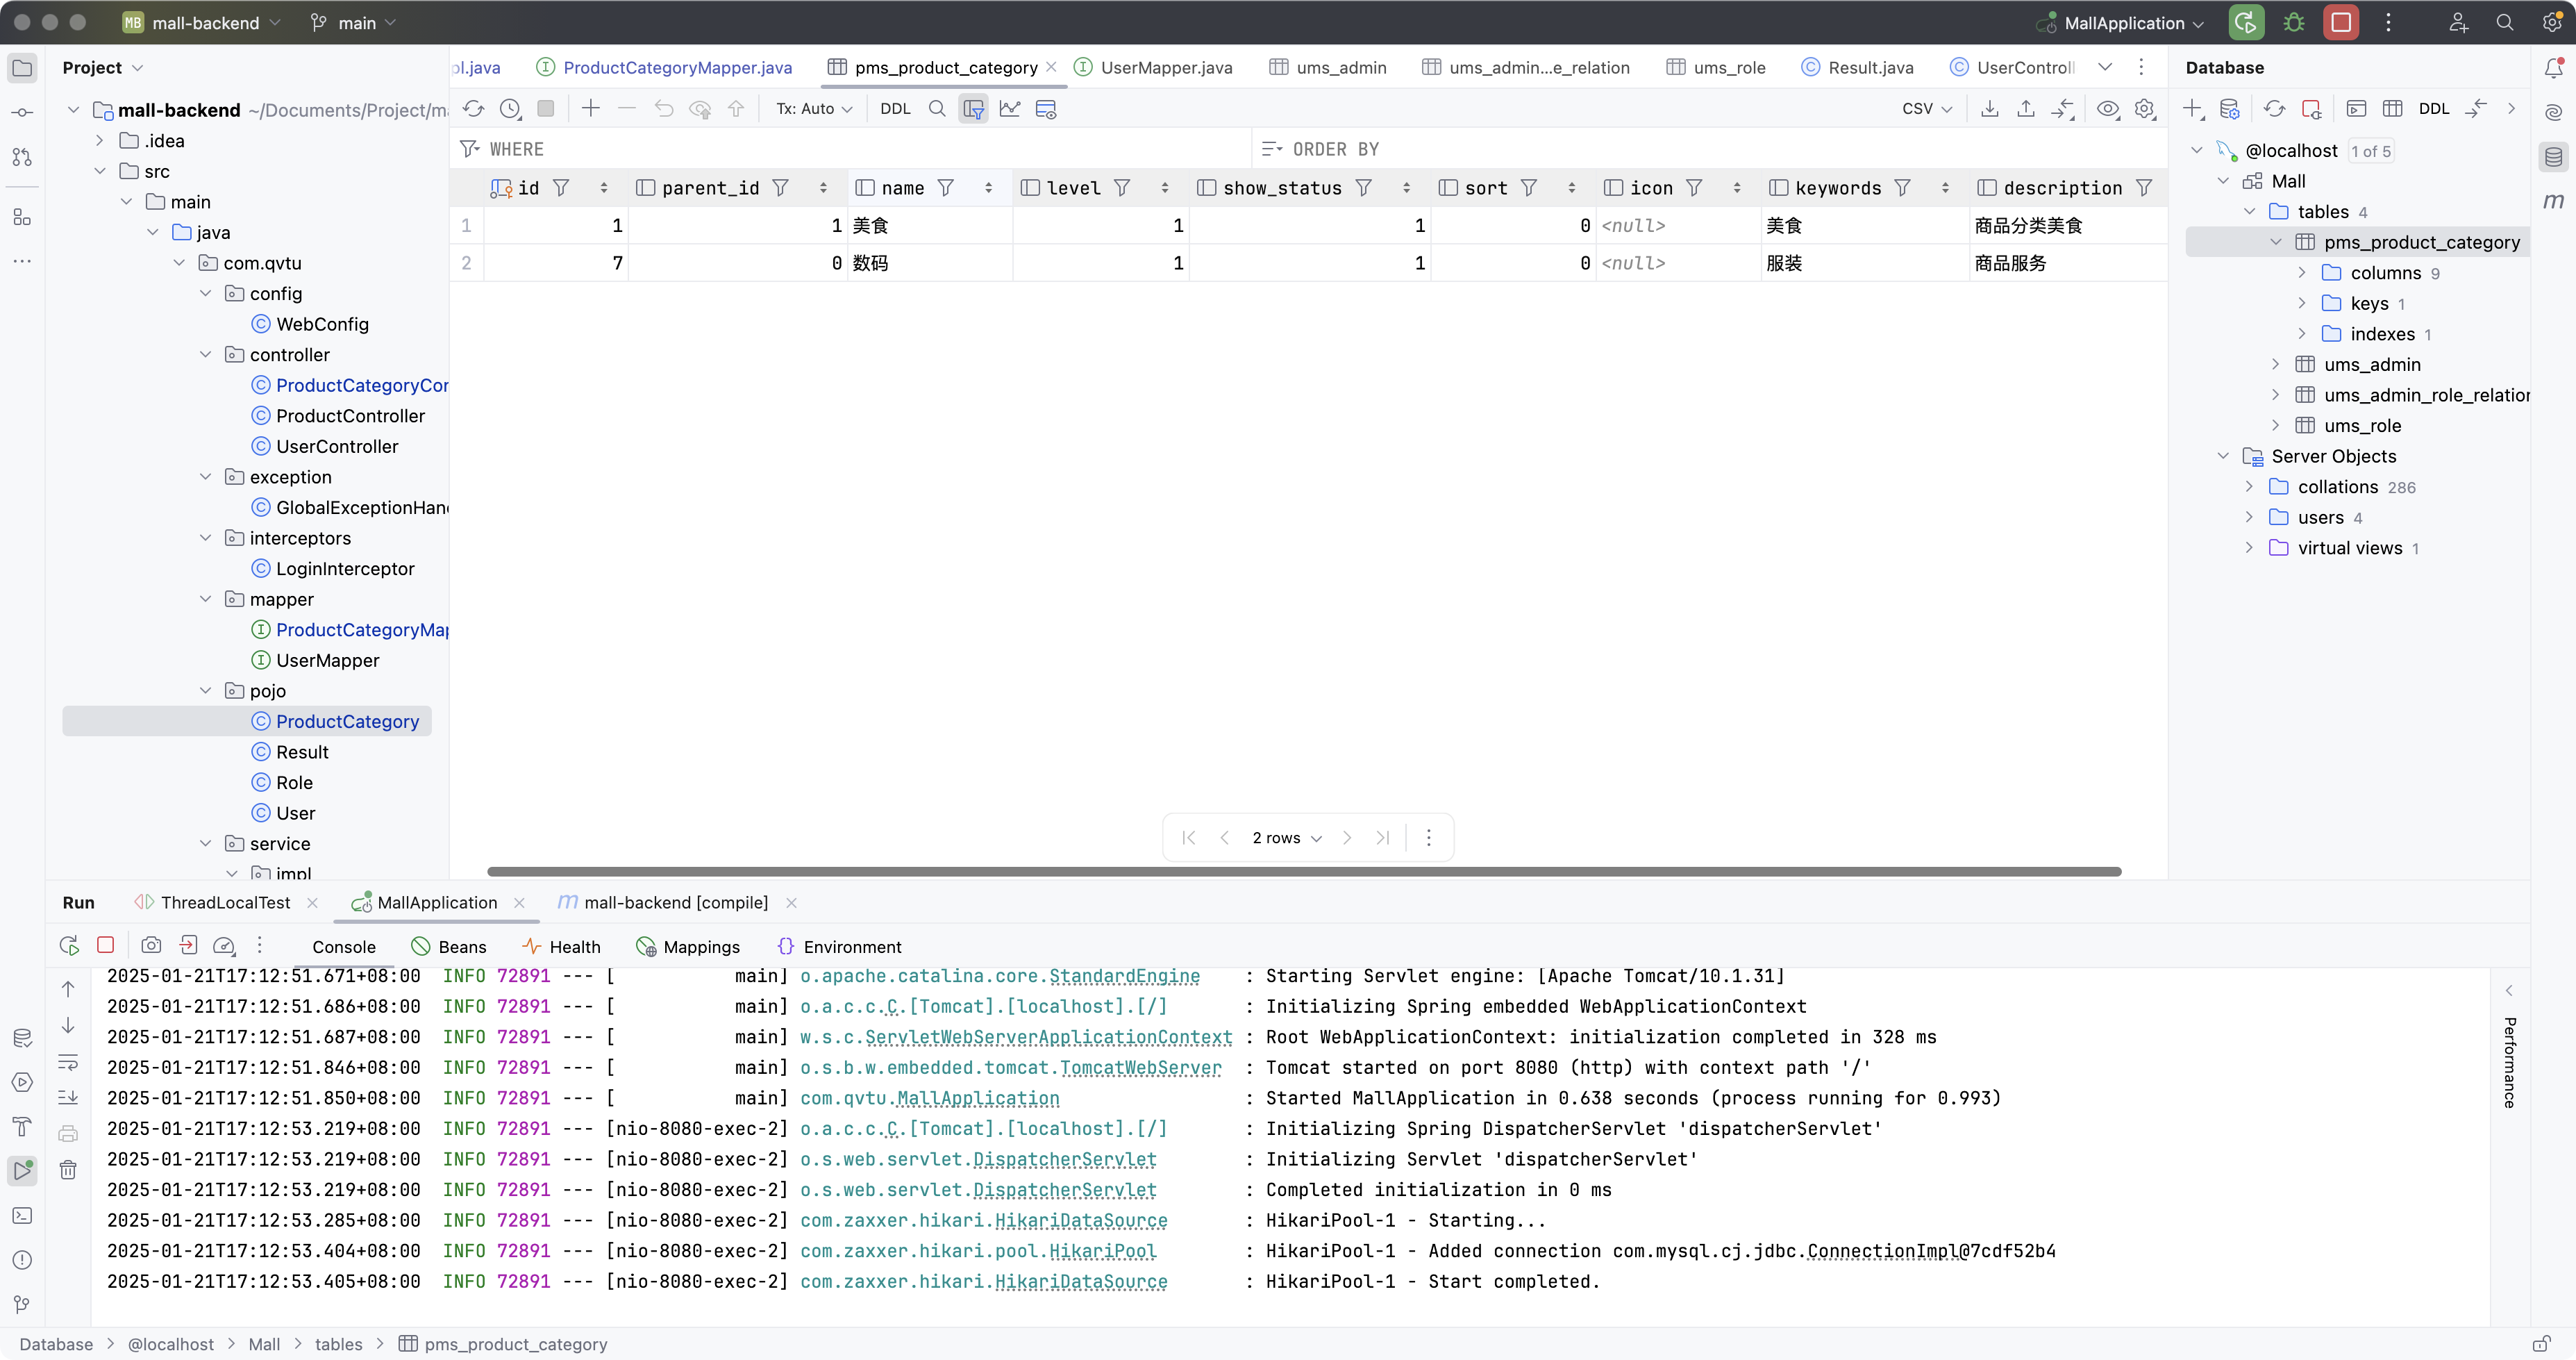 MB mall-backend main MallApplication
Project
mall-backend ~/Documents/Project/m
.idea
src
main
java
com.qvtu
config
WebConfig
controller
ProductCategoryCor
ProductController
UserController
exception
GlobalExceptionHan
interceptors
LoginInterceptor
mapper
ProductCategoryMap
UserMapper
pojo
ProductCategory
Result
Role
User
service
impl
pl.java ProductCategoryMapper.java pms_product_category UserMapper.java ums_admin ums_admin...e_relation ums_role Result.java UserControll
Tx: Auto DDL CSV
WHERE ORDER BY
id parent_id name level show_status sort icon keywords description
1 1 1 美食 1 1 0 <null> 美食 商品分类美食
2 7 0 数码 1 1 0 <null> 服装 商品服务
2 rows
Database
DDL
@localhost 1 of 5
Mall
tables 4
pms_product_category
columns 9
keys 1
indexes 1
ums_admin
ums_admin_role_relation
ums_role
Server Objects
collations 286
users 4
virtual views 1
Run ThreadLocalTest MallApplication mall-backend [compile]
Console Beans Health Mappings Environment
2025-01-21T17:12:51.671+08:00 INFO 72891 --- [ main] o.apache.catalina.core.StandardEngine : Starting Servlet engine: [Apache Tomcat/10.1.31]
2025-01-21T17:12:51.686+08:00 INFO 72891 --- [ main] o.a.c.c.C.[Tomcat].[localhost].[/] : Initializing Spring embedded WebApplicationContext
2025-01-21T17:12:51.687+08:00 INFO 72891 --- [ main] w.s.c.ServletWebServerApplicationContext : Root WebApplicationContext: initialization completed in 328 ms
2025-01-21T17:12:51.846+08:00 INFO 72891 --- [ main] o.s.b.w.embedded.tomcat.TomcatWebServer : Tomcat started on port 8080 (http) with context path '/'
2025-01-21T17:12:51.850+08:00 INFO 72891 --- [ main] com.qvtu.MallApplication : Started MallApplication in 0.638 seconds (process running for 0.993)
2025-01-21T17:12:53.219+08:00 INFO 72891 --- [nio-8080-exec-2] o.a.c.c.C.[Tomcat].[localhost].[/] : Initializing Spring DispatcherServlet 'dispatcherServlet'
2025-01-21T17:12:53.219+08:00 INFO 72891 --- [nio-8080-exec-2] o.s.web.servlet.DispatcherServlet : Initializing Servlet 'dispatcherServlet'
2025-01-21T17:12:53.219+08:00 INFO 72891 --- [nio-8080-exec-2] o.s.web.servlet.DispatcherServlet : Completed initialization in 0 ms
2025-01-21T17:12:53.285+08:00 INFO 72891 --- [nio-8080-exec-2] com.zaxxer.hikari.HikariDataSource : HikariPool-1 - Starting...
2025-01-21T17:12:53.404+08:00 INFO 72891 --- [nio-8080-exec-2] com.zaxxer.hikari.pool.HikariPool : HikariPool-1 - Added connection com.mysql.cj.jdbc.ConnectionImpl@7cdf52b4
2025-01-21T17:12:53.405+08:00 INFO 72891 --- [nio-8080-exec-2] com.zaxxer.hikari.HikariDataSource : HikariPool-1 - Start completed.
Performance
Database > @localhost > Mall > tables > pms_product_category